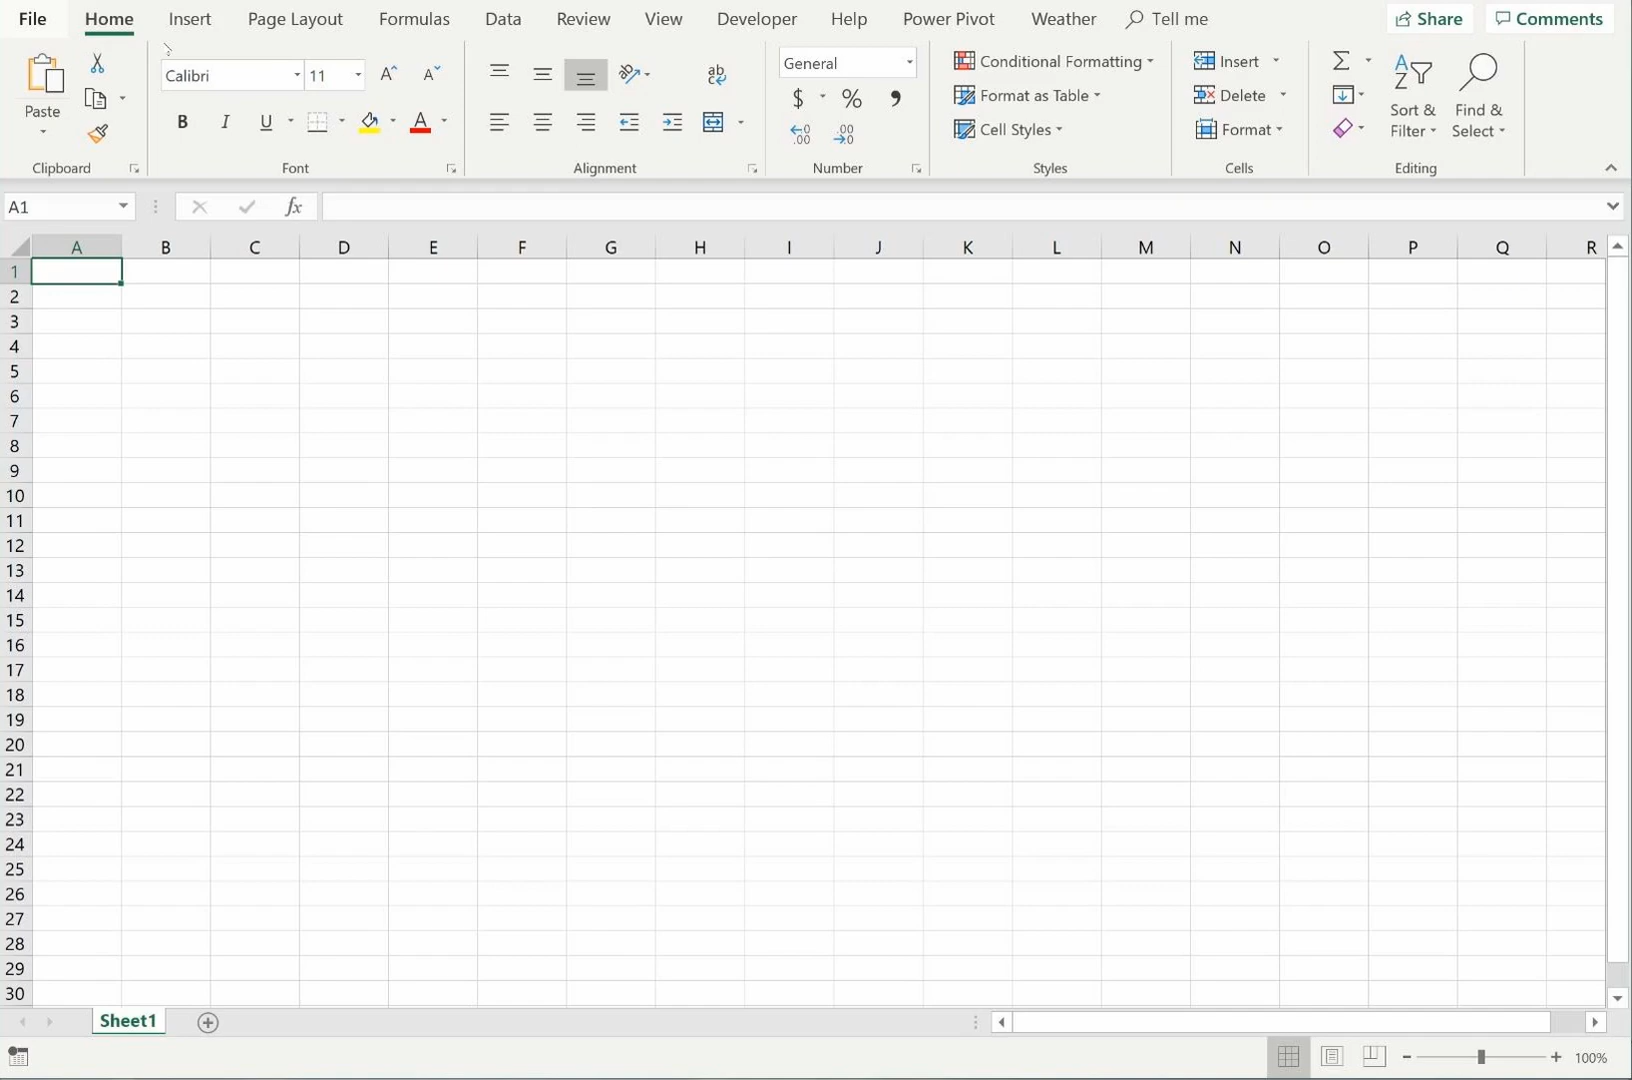 File Home Insert Page Layout Formulas Data Review View Developer Help Power Pivot Weather Tell me Share Comments
Paste
Calibri 11
General
Conditional Formatting
Format as Table
Cell Styles
Insert
Delete
Format
Sort & Filter
Find & Select
B I U A
ab
$ % ,
Clipboard Font Alignment Number Styles Cells Editing
A1 fx
A B C D E F G H I J K L M N O P Q R
1
2
3
4
5
6
7
8
9
10
11
12
13
14
15
16
17
18
19
20
21
22
23
24
25
26
27
28
29
30
Sheet1
100%